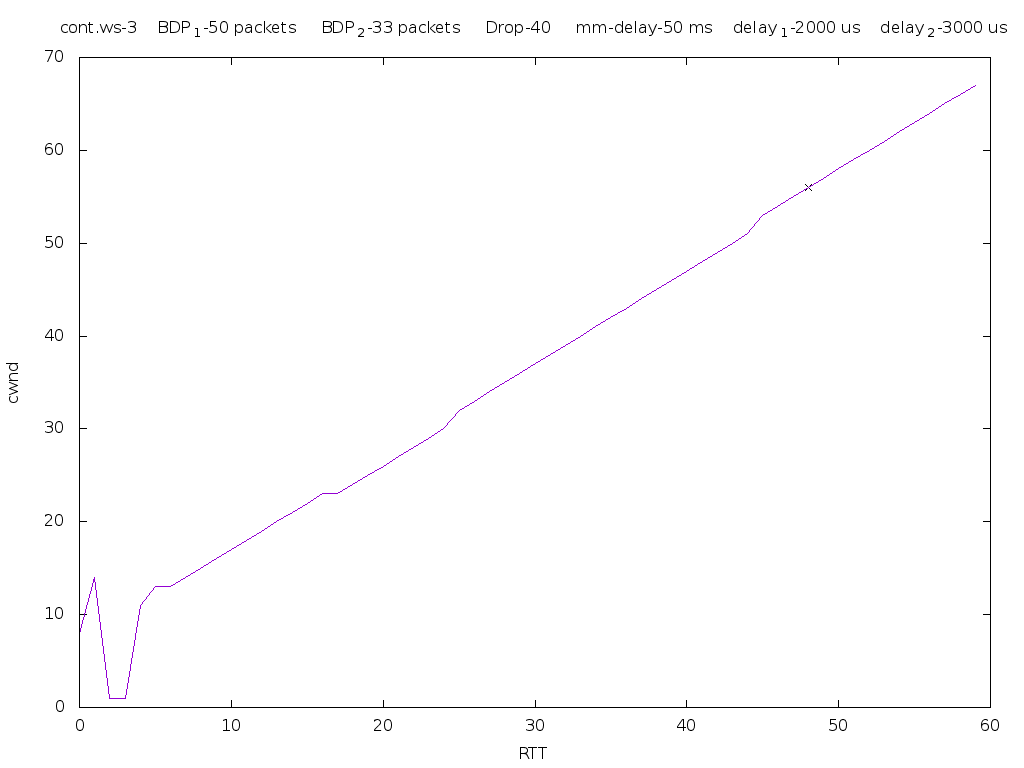 cont.ws-3 BDP₁-50 packets BDP₂-33 packets Drop-40 mm-delay-50 ms delay₁-2000 us delay₂-3000 us
70
60
50
40
30
20
10
0
cwnd
0 10 20 30 40 50 60
RTT